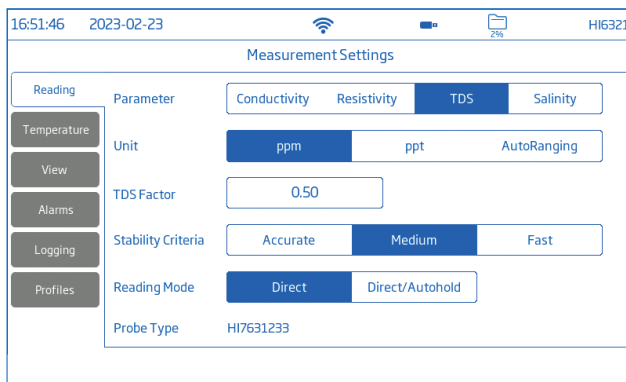 16:51:46 2023-02-23 2% HI6321
Measurement Settings
Reading
Parameter Conductivity Resistivity TDS Salinity
Temperature
Unit ppm ppt AutoRanging
View
TDS Factor 0.50
Alarms
Stability Criteria Accurate Medium Fast
Logging
Reading Mode Direct Direct/Autohold
Profiles
Probe Type HI7631233